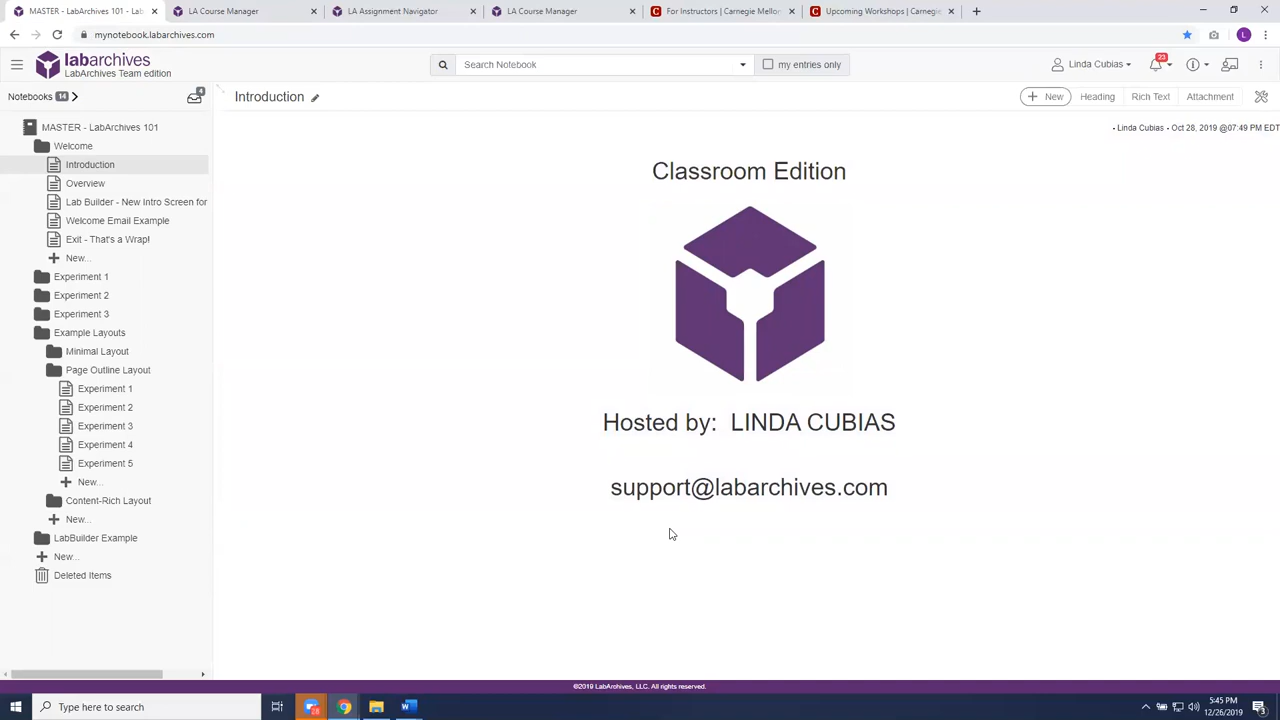 MASTER - LabArchives 101 - Lab
LA Course Manager
LA Assignment Navigator
LA Course Manager
For Instructors | Carnegie Mello
Upcoming Workshops | Carnegie
mynotebook.labarchives.com
labarchives
LabArchives Team edition
Search Notebook
my entries only
Linda Cubias
23
Notebooks 14
4
Introduction
New
Heading
Rich Text
Attachment
• Linda Cubias • Oct 28, 2019 @07:49 PM EDT
MASTER - LabArchives 101
Welcome
Introduction
Overview
Lab Builder - New Intro Screen for
Welcome Email Example
Exit - That's a Wrap!
New...
Experiment 1
Experiment 2
Experiment 3
Example Layouts
Minimal Layout
Page Outline Layout
Experiment 1
Experiment 2
Experiment 3
Experiment 4
Experiment 5
New...
Content-Rich Layout
New...
LabBuilder Example
New...
Deleted Items
Classroom Edition
Hosted by: LINDA CUBIAS
support@labarchives.com
©2019 LabArchives, LLC. All rights reserved.
Type here to search
5:45 PM
12/26/2019